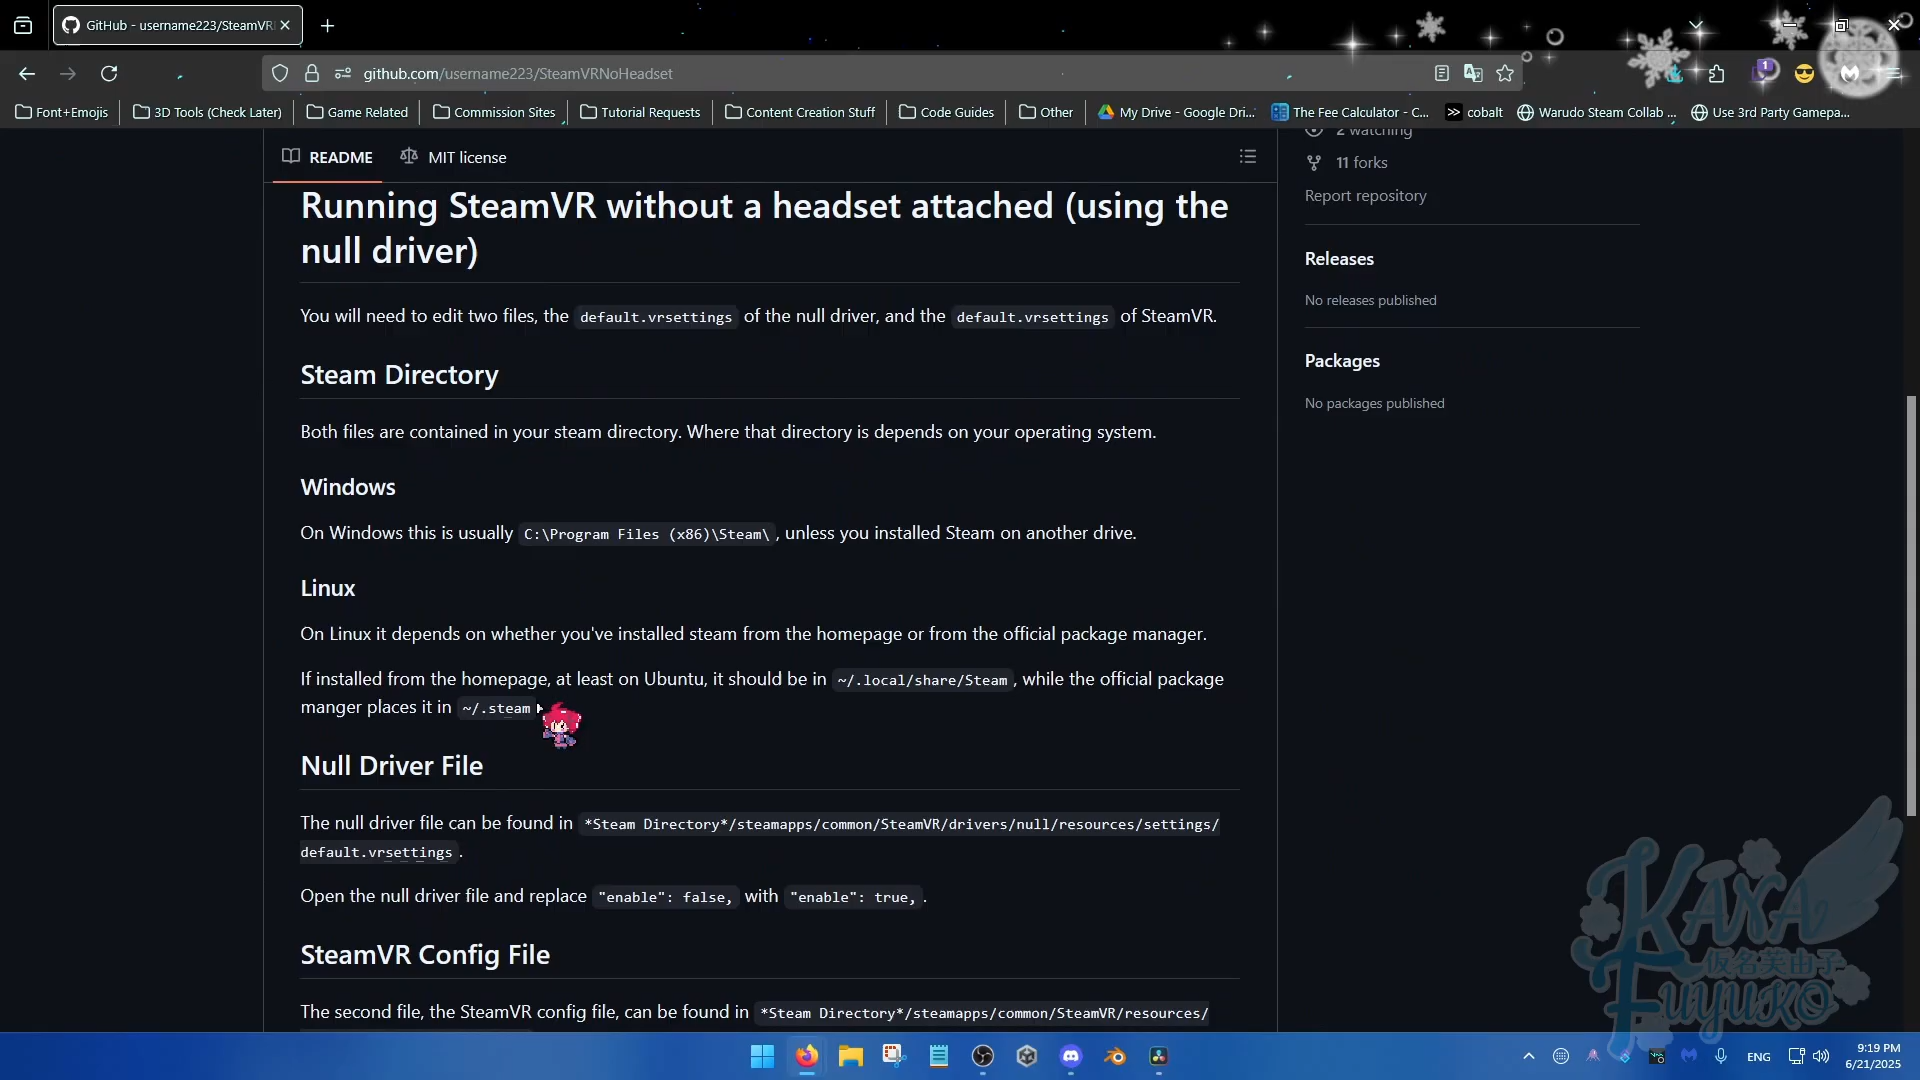 GitHub - username223/SteamVR
github.com/username223/SteamVRNoHeadset
1
Font+Emojis
3D Tools (Check Later)
Game Related
Commission Sites
Tutorial Requests
Content Creation Stuff
Code Guides
Other
My Drive - Google Dri...
The Fee Calculator - C...
cobalt
Warudo Steam Collab ...
Use 3rd Party Gamepa...
README
MIT license
2 watching
11 forks
Report repository
Releases
No releases published
Packages
No packages published
Running SteamVR without a headset attached (using the
null driver)
You will need to edit two files, the default.vrsettings of the null driver, and the default.vrsettings of SteamVR.
Steam Directory
Both files are contained in your steam directory. Where that directory is depends on your operating system.
Windows
On Windows this is usually C:\Program Files (x86)\Steam\, unless you installed Steam on another drive.
Linux
On Linux it depends on whether you've installed steam from the homepage or from the official package manager.
If installed from the homepage, at least on Ubuntu, it should be in ~/.local/share/Steam, while the official package
manger places it in ~/.steam
Null Driver File
The null driver file can be found in *Steam Directory*/steamapps/common/SteamVR/drivers/null/resources/settings/
default.vrsettings.
Open the null driver file and replace "enable": false, with "enable": true,.
SteamVR Config File
The second file, the SteamVR config file, can be found in *Steam Directory*/steamapps/common/SteamVR/resources/
KANA
仮名芙由子
FUYUKO
ENG
9:19 PM
6/21/2025